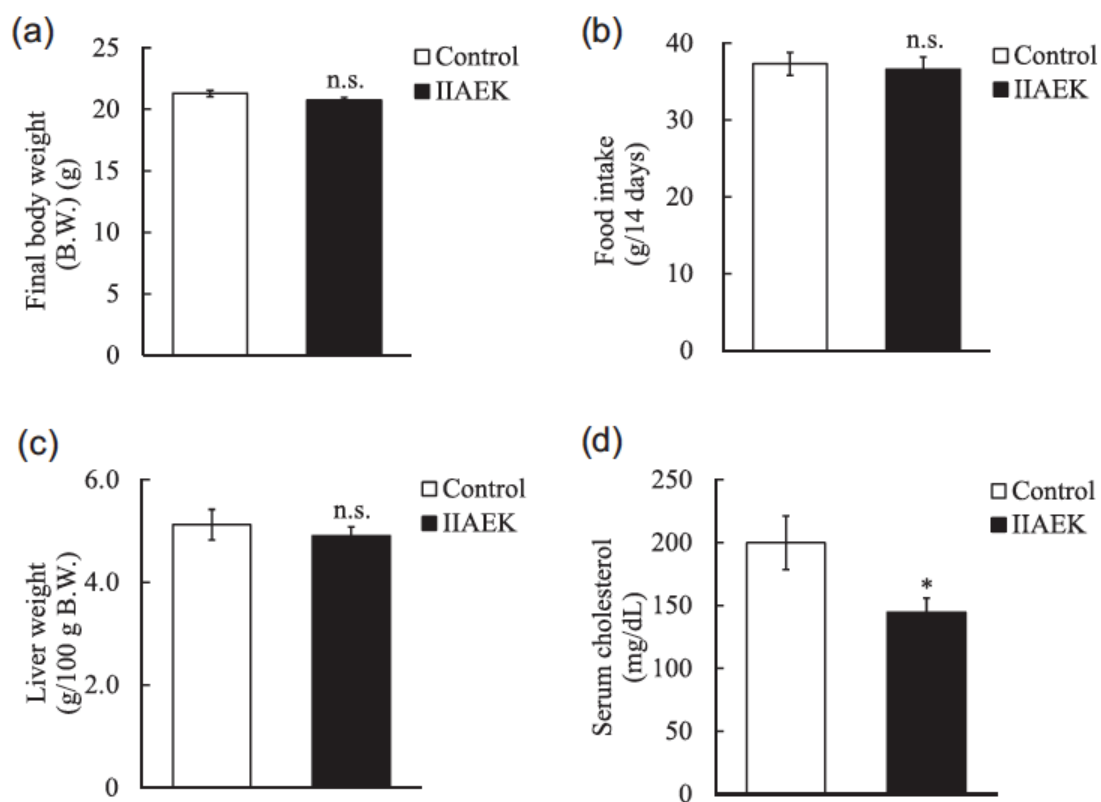 (a)
25
20
15
10
5
0
Final body weight
(B.W.) (g)
n.s.
Control
IIAEK
(b)
40
30
20
10
0
Food intake
(g/14 days)
n.s.
Control
IIAEK
(c)
6.0
4.0
2.0
0
Liver weight
(g/100 g B.W.)
n.s.
Control
IIAEK
(d)
250
200
150
100
50
0
Serum cholesterol
(mg/dL)
*
Control
IIAEK